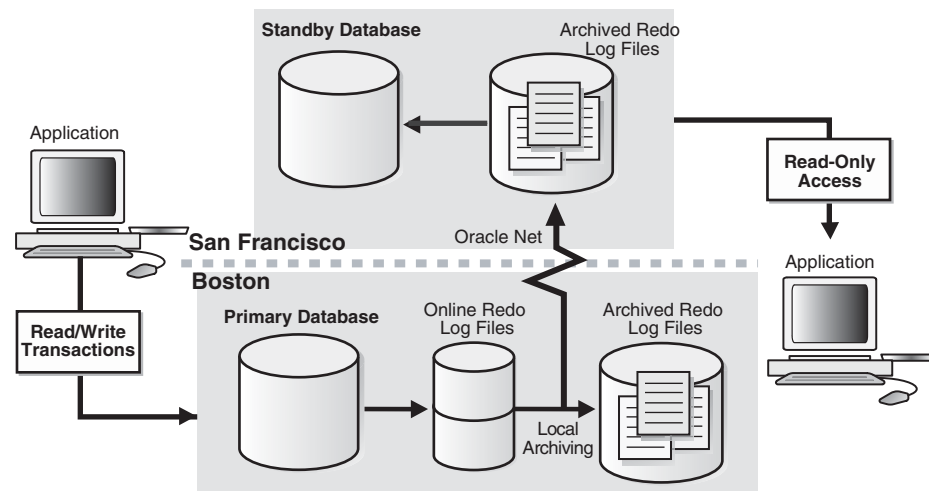 Standby Database
Archived Redo
Log Files
Application
Read-Only
Access
San Francisco
Oracle Net
Boston
Application
Read/Write
Transactions
Primary Database
Online Redo
Log Files
Archived Redo
Log Files
Local
Archiving